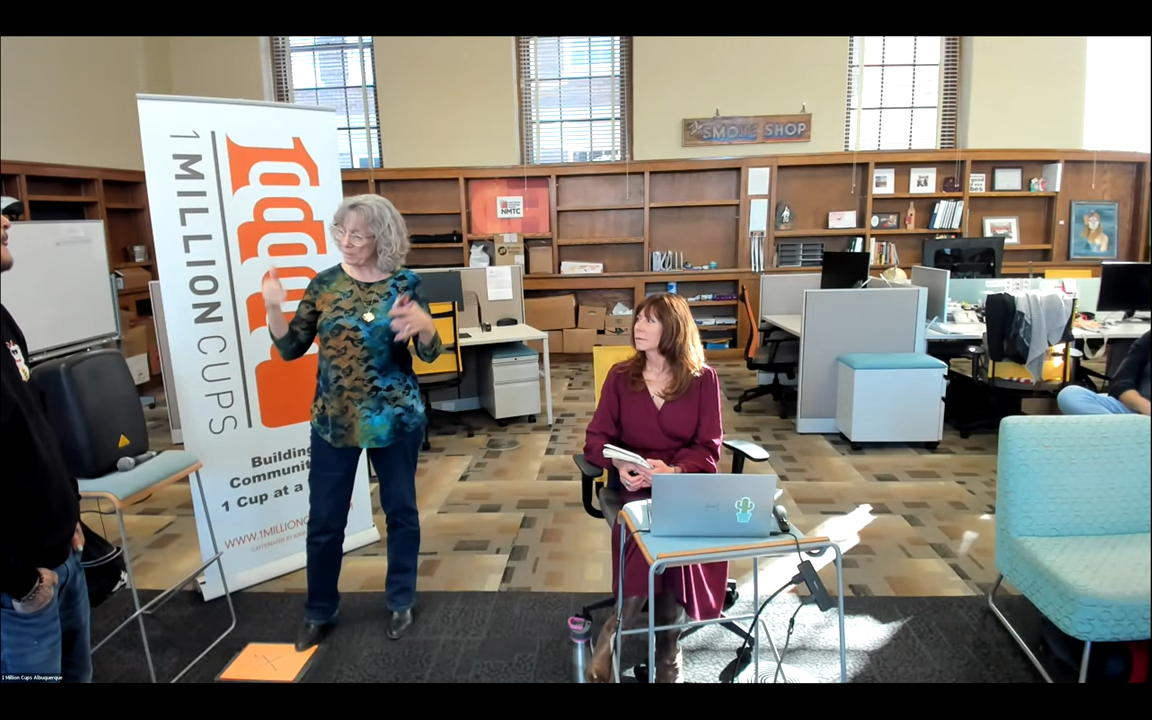 SMOKE SHOP
1 MILLION CUPS
NMTC
Building
Communit
1 Cup at a
WWW.1MILLIONC
1 Million Cups Albuquerque